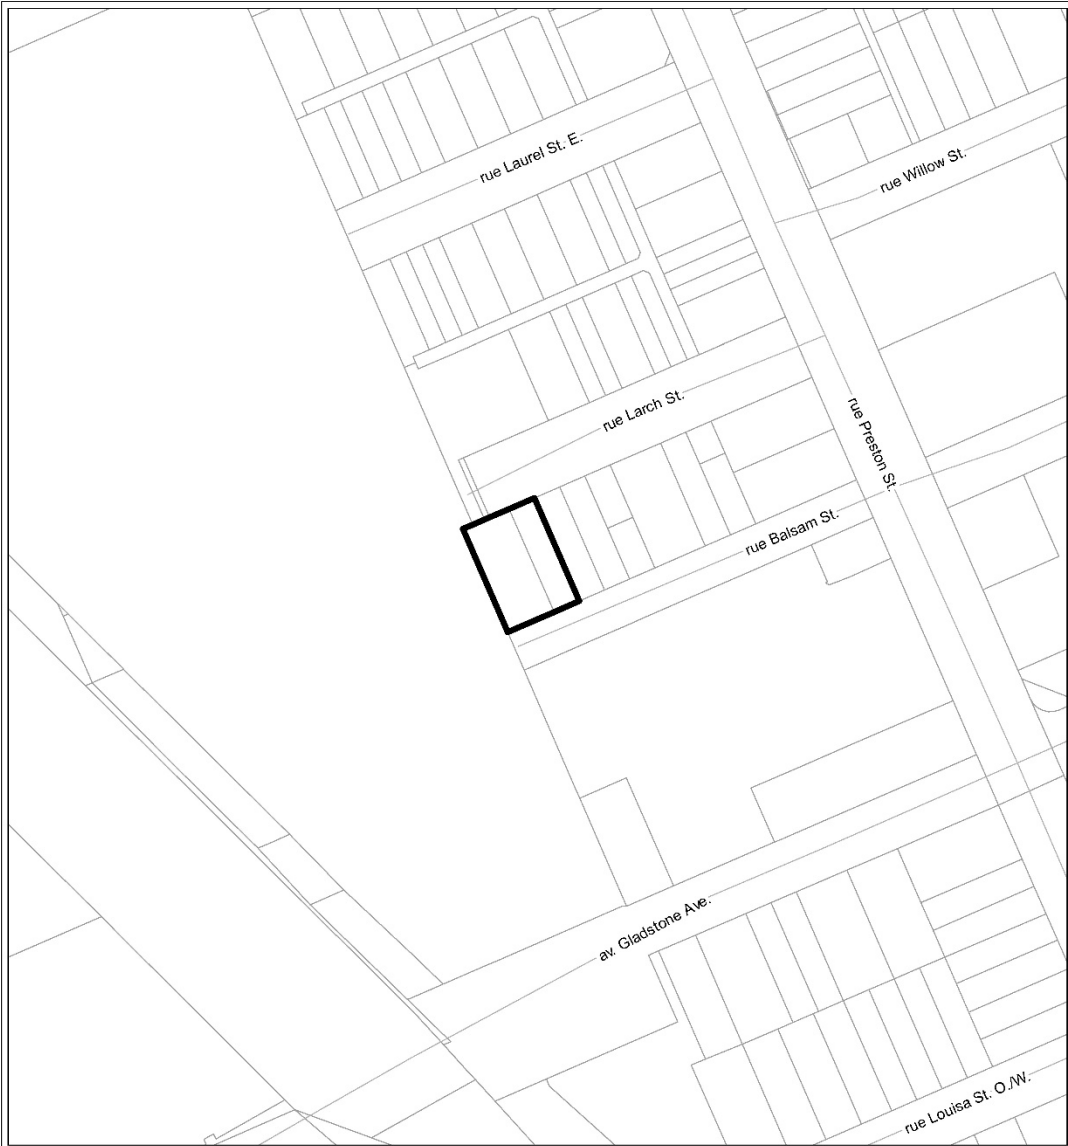 rue Laurel St. E.
rue Willow St.
rue Larch St.
rue Preston St.
rue Balsam St.
av. Gladstone Ave.
rue Louisa St. O./W.